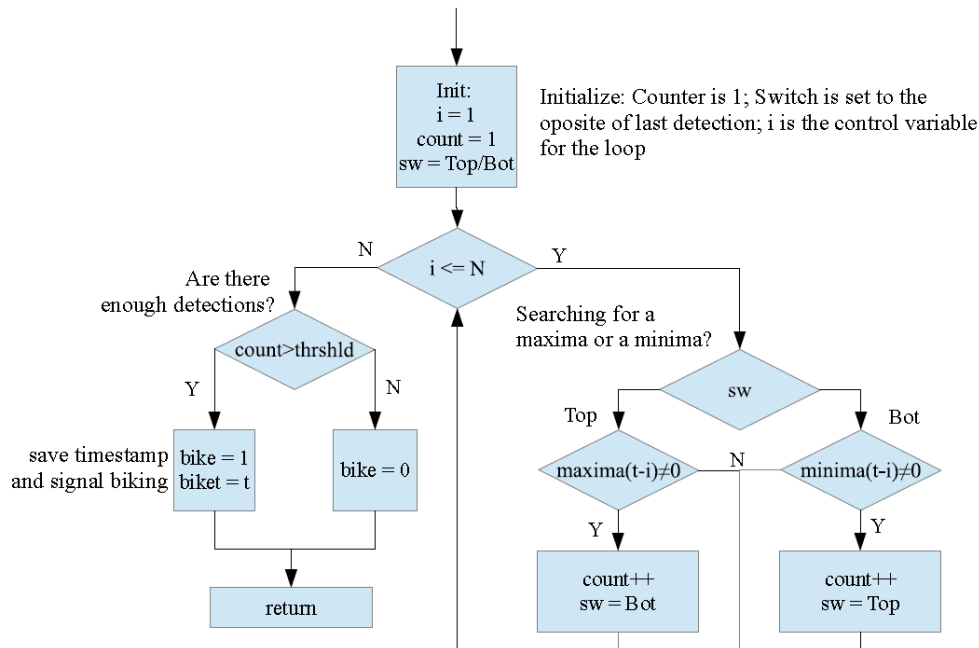 Init:
i = 1
count = 1
sw = Top/Bot
Initialize: Counter is 1; Switch is set to the
oposite of last detection; i is the control variable
for the loop
N
i <= N
Y
Are there
enough detections?
Searching for a
maxima or a minima?
count>thrshld
Y
N
sw
Top
Bot
save timestamp
and signal biking
bike = 1
biket = t
bike = 0
maxima(t-i)≠0
N
minima(t-i)≠0
Y
Y
count++
sw = Bot
count++
sw = Top
return